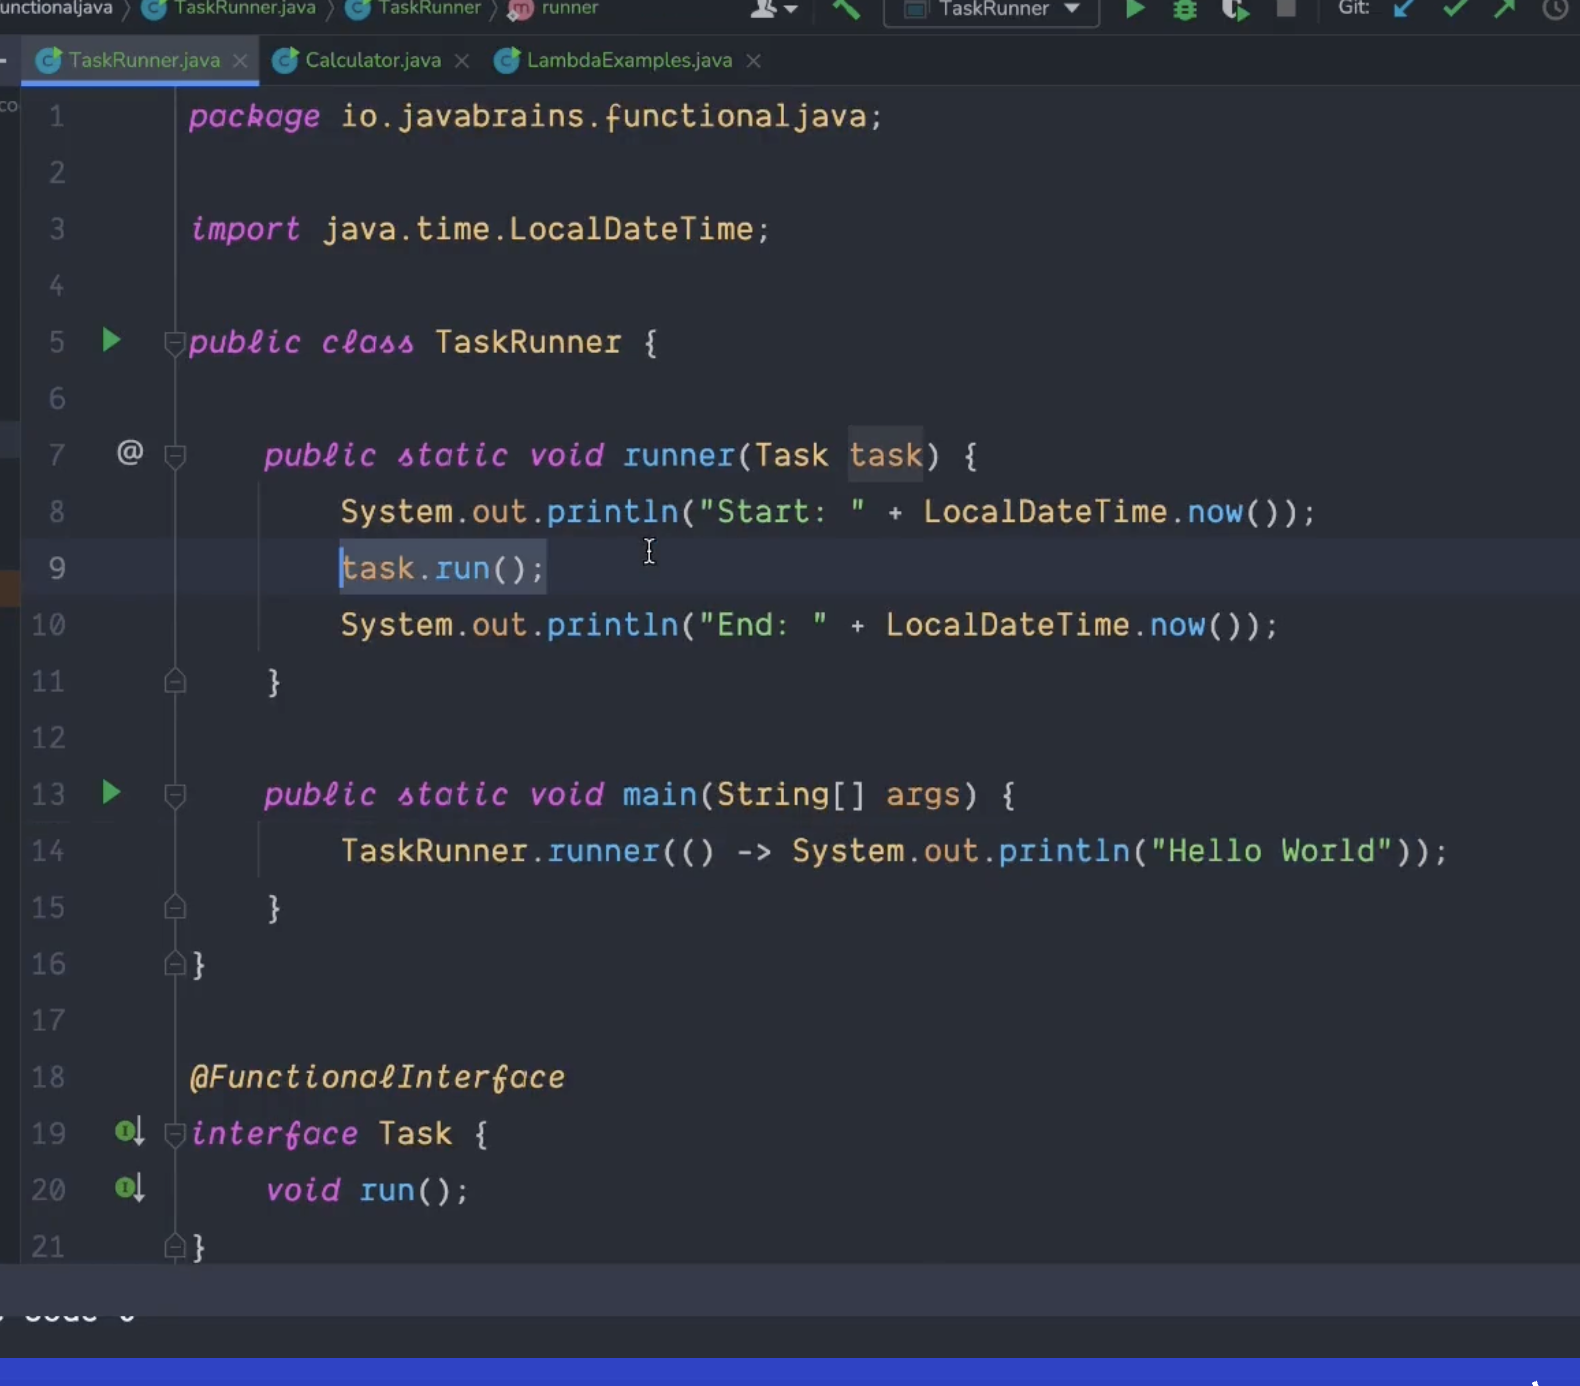 TaskRunner.java TaskRunner runner TaskRunner Git:
TaskRunner.java Calculator.java LambdaExamples.java
1 package io.javabrains.functionaljava;
2
3 import java.time.LocalDateTime;
4
5 public class TaskRunner {
6
7 @ public static void runner(Task task) {
8 System.out.println("Start: " + LocalDateTime.now());
9 task.run();
10 System.out.println("End: " + LocalDateTime.now());
11 }
12
13 public static void main(String[] args) {
14 TaskRunner.runner(() -> System.out.println("Hello World"));
15 }
16 }
17
18 @FunctionalInterface
19 interface Task {
20 void run();
21 }